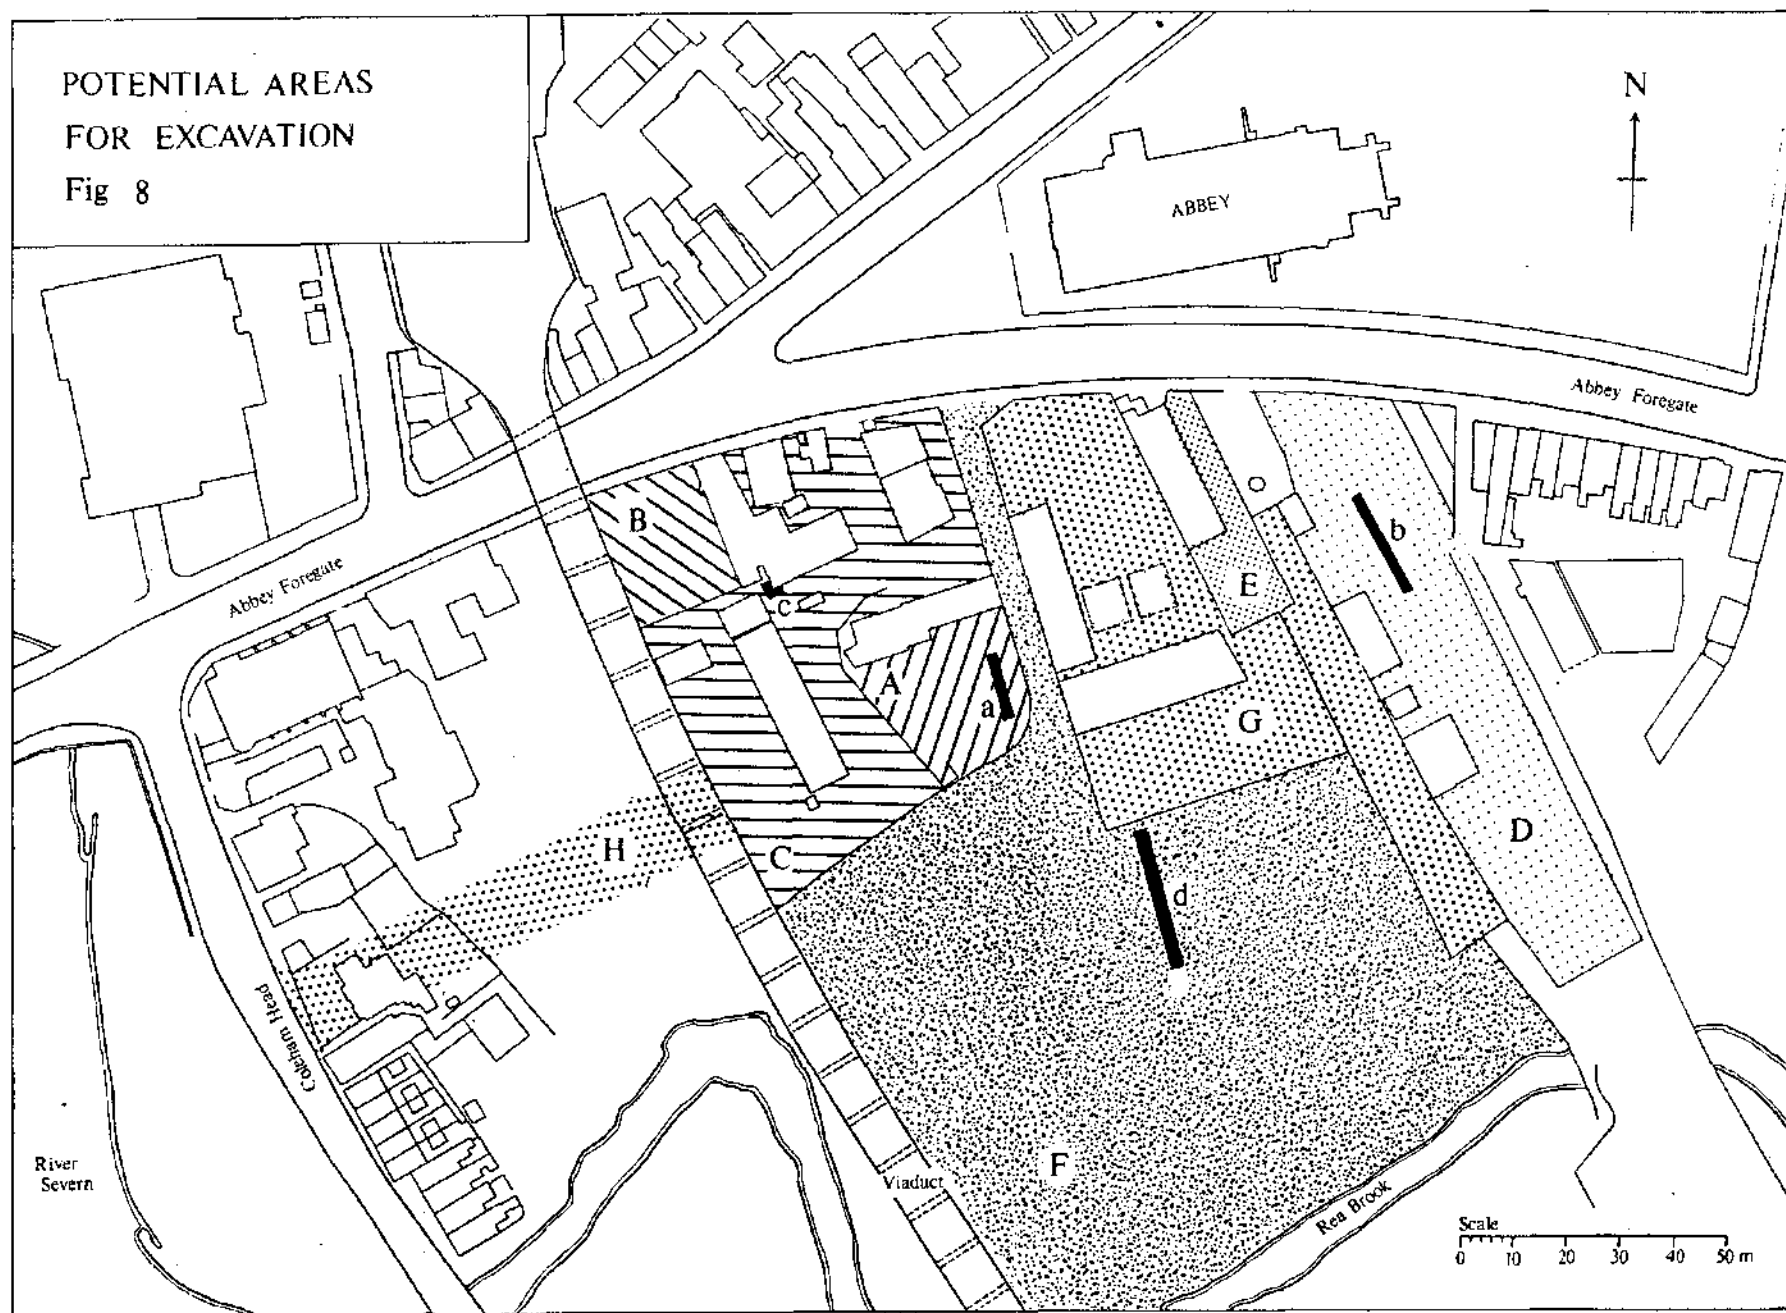 POTENTIAL AREAS
FOR EXCAVATION
Fig 8
N
ABBEY
Abbey Foregate
B
b
E
c
Abbey Foregate
A
a
G
D
H
C
d
Coleham Head
F
River
Severn
Viaduct
Rea Brook
Scale
0 10 20 30 40 50 m